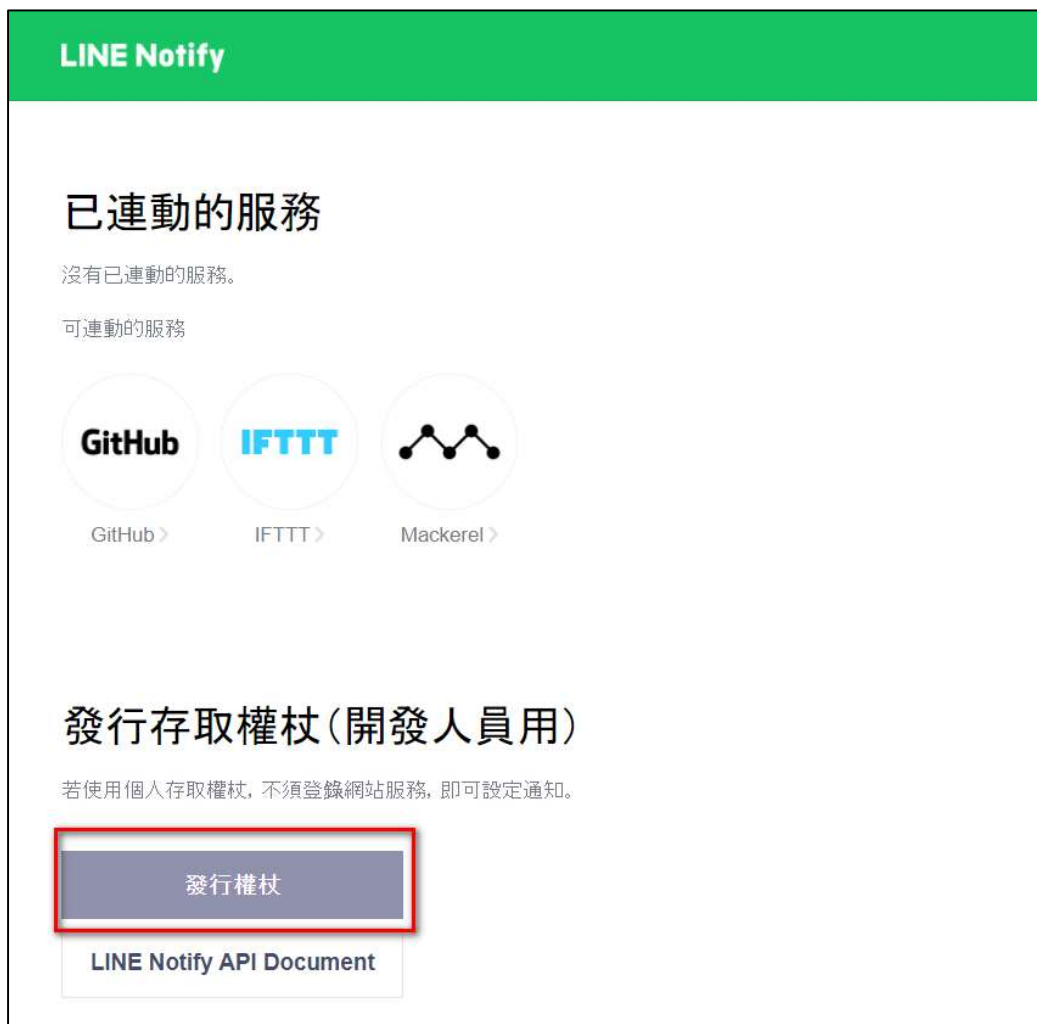 LINE Notify
已連動的服務
沒有已連動的服務。
可連動的服務
GitHub IFTTT
GitHub IFTTT Mackerel
發行存取權杖(開發人員用)
若使用個人存取權杖, 不須登錄網站服務, 即可設定通知。
發行權杖
LINE Notify API Document